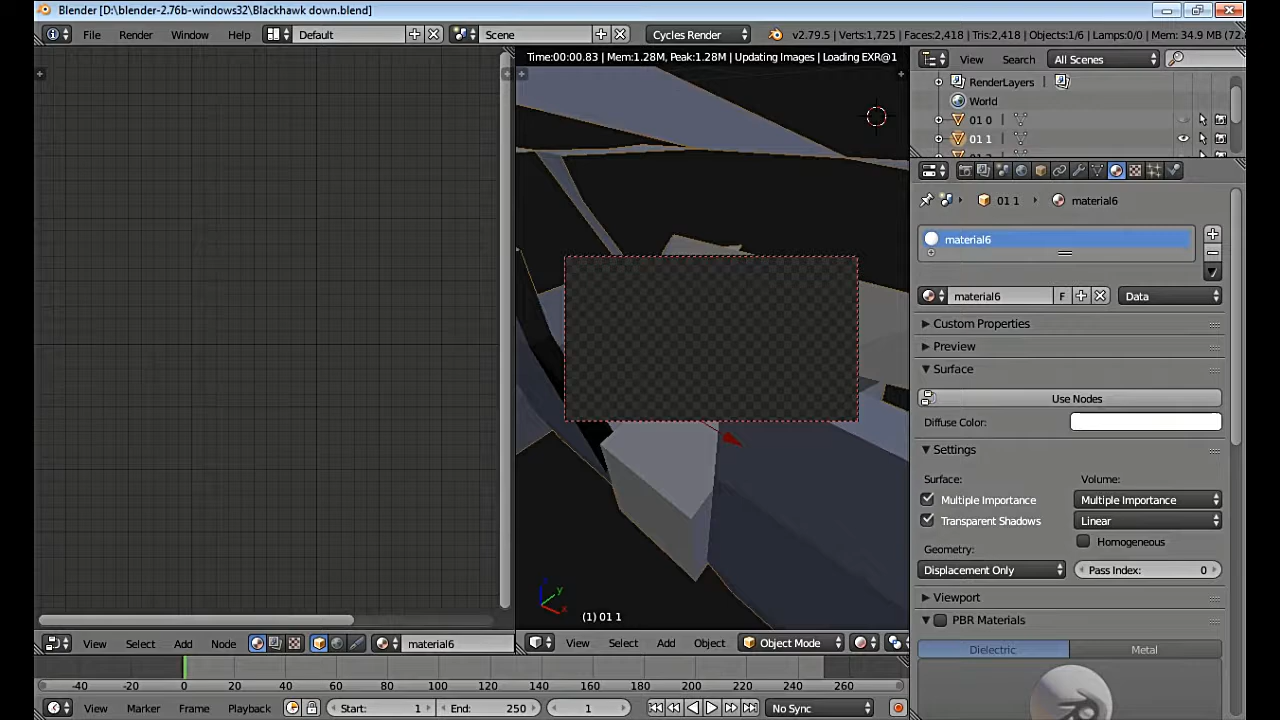 Blender [D:\blender-2.76b-windows32\Blackhawk down.blend]
File Render Window Help Default Scene Cycles Render v2.79.5 | Verts:1,725 | Faces:2,418 | Tris:2,418 | Objects:1/6 | Lamps:0/0 | Mem: 34.9 MB (72.
Time:00:00.83 | Mem:1.28M, Peak:1.28M | Updating Images | Loading EXR@1
View Search All Scenes
RenderLayers
World
01 0
01 1
01 1 material6
material6
material6 F Data
Custom Properties
Preview
Surface
Use Nodes
Diffuse Color:
Settings
Surface: Volume:
Multiple Importance Multiple Importance
Transparent Shadows Linear
Homogeneous
Geometry:
Displacement Only Pass Index: 0
Viewport
PBR Materials
Dielectric Metal
z y x
(1) 01 1
View Select Add Node material6
View Select Add Object Object Mode
-40 -20 0 20 40 60 80 100 120 140 160 180 200 220 240 260
View Marker Frame Playback Start: 1 End: 250 1 No Sync